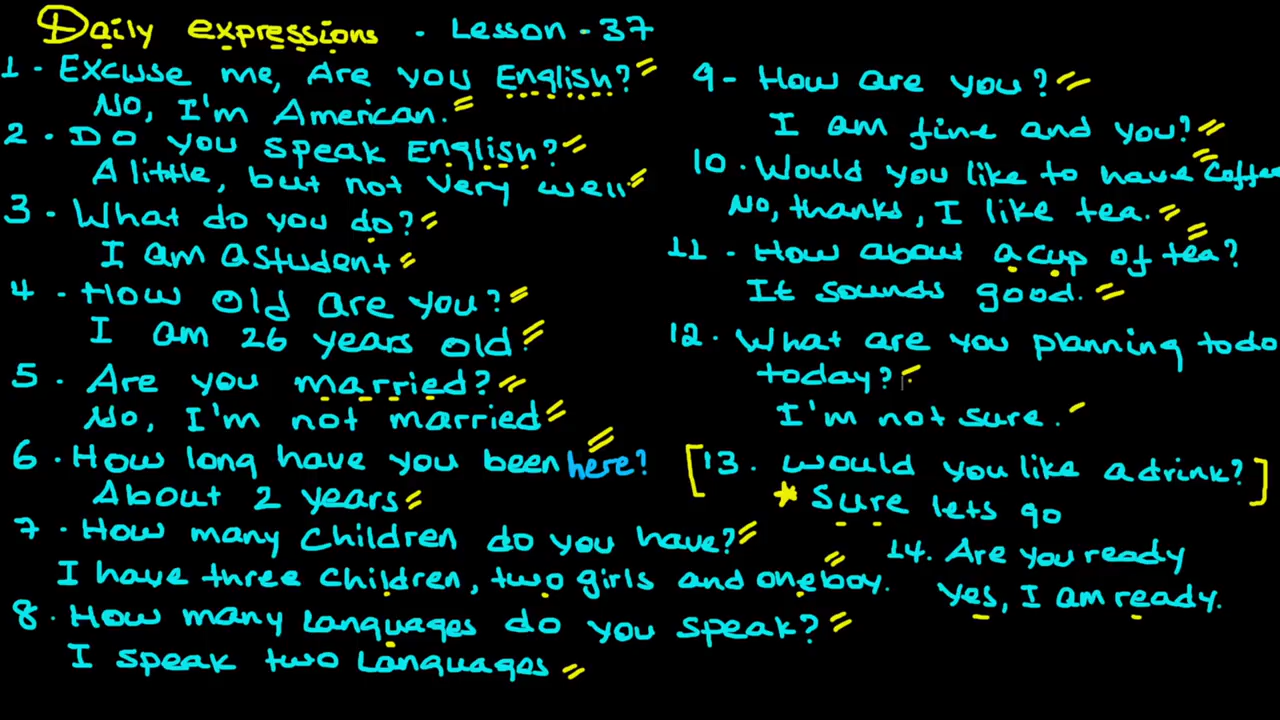 Daily expressions . Lesson - 37
1 - Excuse me, Are you English?
No, I'm American.
2 . Do you speak English?
A little, but not very well.
3 - What do you do?
I am a student
4 - How old are you?
I am 26 years old.
5 . Are you married?
No, I'm not married
6 . How long have you been here?
About 2 years
7 . How many children do you have?
I have three children, two girls and one boy.
8 . How many languages do you speak?
I speak two languages
9 - How are you?
I am fine and you?
10 . Would you like to have coffee
No, thanks, I like tea.
11 - How about a cup of tea?
It sounds good.
12 . What are you planning to do
today?
I'm not sure.
[13 . would you like a drink?]
* Sure lets go
14 . Are you ready
Yes, I am ready.